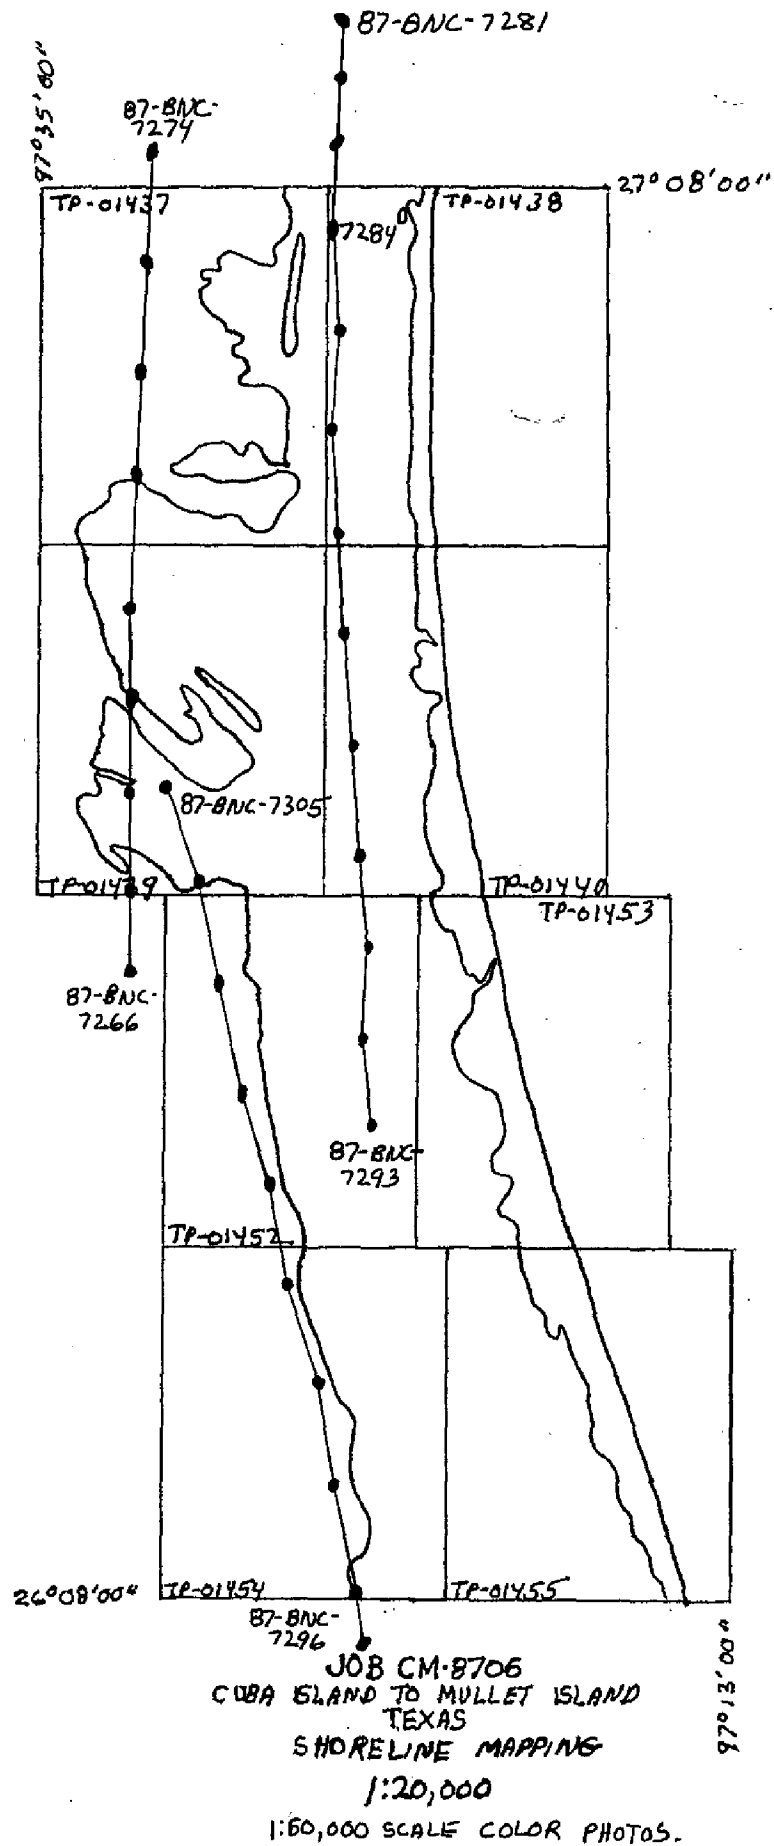 87-BNC-7281
97°35'00"
87-BNC-
7274
27°08'00"
TP-01437
TP-01438
7284
87-BNC-7305
TP-01439
TP-01440
TP-01453
87-BNC-
7266
87-BNC-
7293
TP-01452
26°08'00"
TP-01454
TP-01455
87-BNC-
7296
97°13'00"
JOB CM-8706
CUBA ISLAND TO MULLET ISLAND
TEXAS
SHORELINE MAPPING
1:20,000
1:60,000 SCALE COLOR PHOTOS.